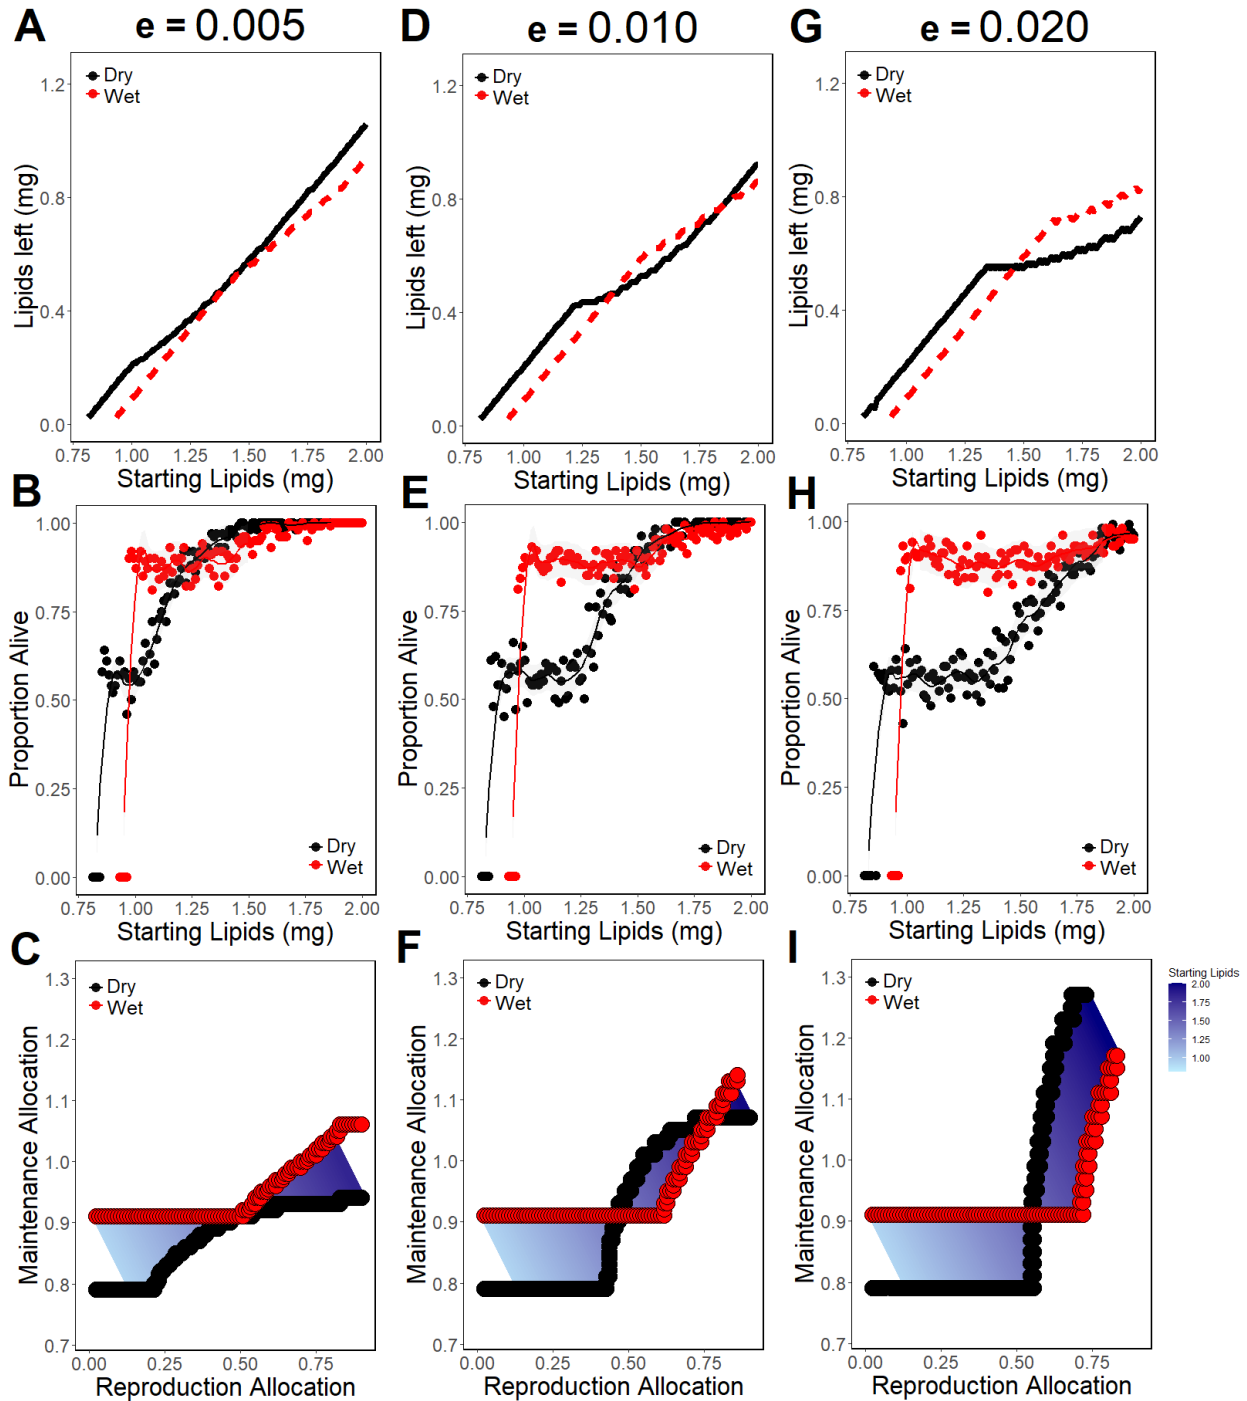 A e = 0.005 D e = 0.010 G e = 0.020
Dry
Wet
1.2
0.8
0.4
0.0
Lipids left (mg)
0.75 1.00 1.25 1.50 1.75 2.00
Starting Lipids (mg)
Dry
Wet
1.2
0.8
0.4
0.0
Lipids left (mg)
0.75 1.00 1.25 1.50 1.75 2.00
Starting Lipids (mg)
Dry
Wet
1.2
0.8
0.4
0.0
Lipids left (mg)
0.75 1.00 1.25 1.50 1.75 2.00
Starting Lipids (mg)
B
1.00
0.75
0.50
0.25
0.00
Proportion Alive
Dry
Wet
0.75 1.00 1.25 1.50 1.75 2.00
Starting Lipids (mg)
E
1.00
0.75
0.50
0.25
0.00
Proportion Alive
Dry
Wet
0.75 1.00 1.25 1.50 1.75 2.00
Starting Lipids (mg)
H
1.00
0.75
0.50
0.25
0.00
Proportion Alive
Dry
Wet
0.75 1.00 1.25 1.50 1.75 2.00
Starting Lipids (mg)
C
Dry
Wet
1.3
1.2
1.1
1.0
0.9
0.8
0.7
Maintenance Allocation
0.00 0.25 0.50 0.75
Reproduction Allocation
F
Dry
Wet
1.3
1.2
1.1
1.0
0.9
0.8
0.7
Maintenance Allocation
0.00 0.25 0.50 0.75
Reproduction Allocation
I
Dry
Wet
1.3
1.2
1.1
1.0
0.9
0.8
0.7
Maintenance Allocation
0.00 0.25 0.50 0.75
Reproduction Allocation
Starting Lipids
2.00
1.75
1.50
1.25
1.00